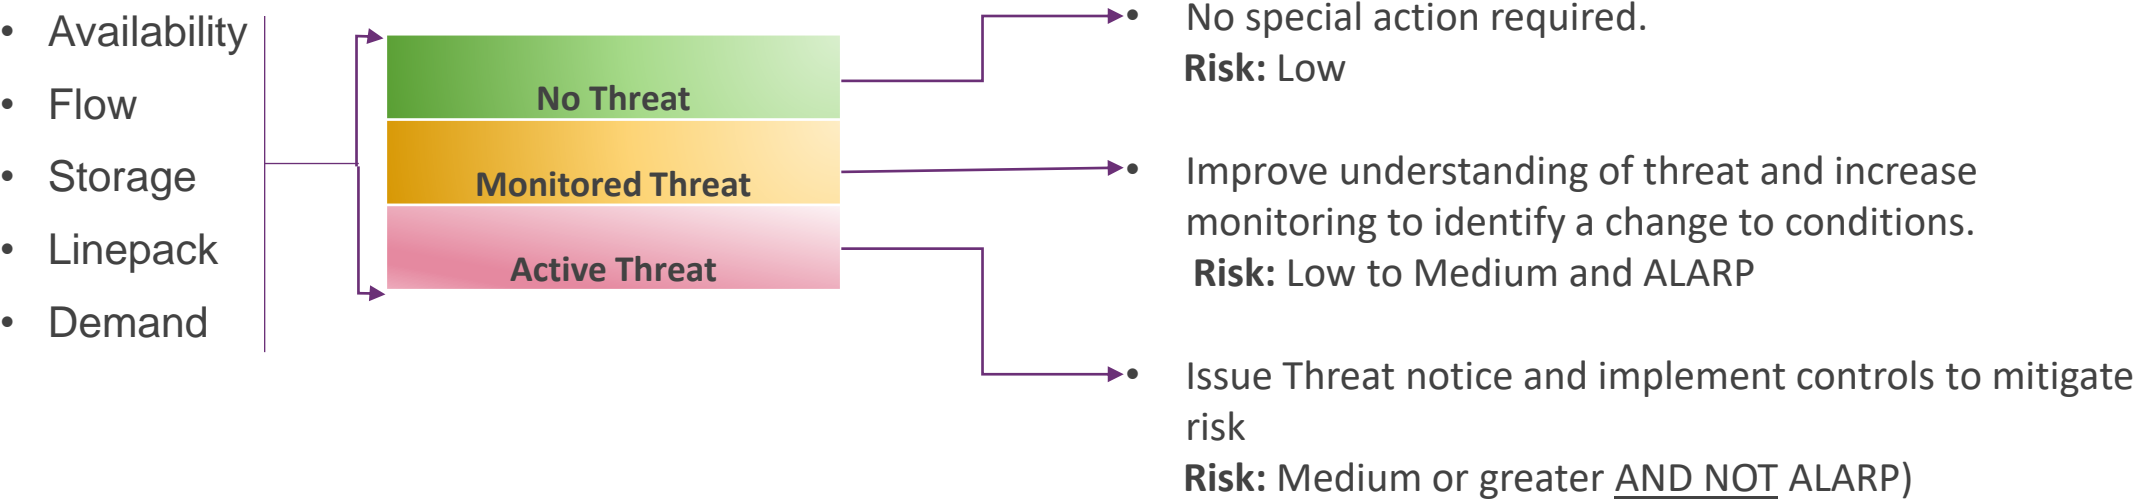 • Availability
• Flow
• Storage
• Linepack
• Demand
No Threat
Monitored Threat
Active Threat
• No special action required.
Risk: Low
• Improve understanding of threat and increase
monitoring to identify a change to conditions.
Risk: Low to Medium and ALARP
• Issue Threat notice and implement controls to mitigate
risk
Risk: Medium or greater AND NOT ALARP)